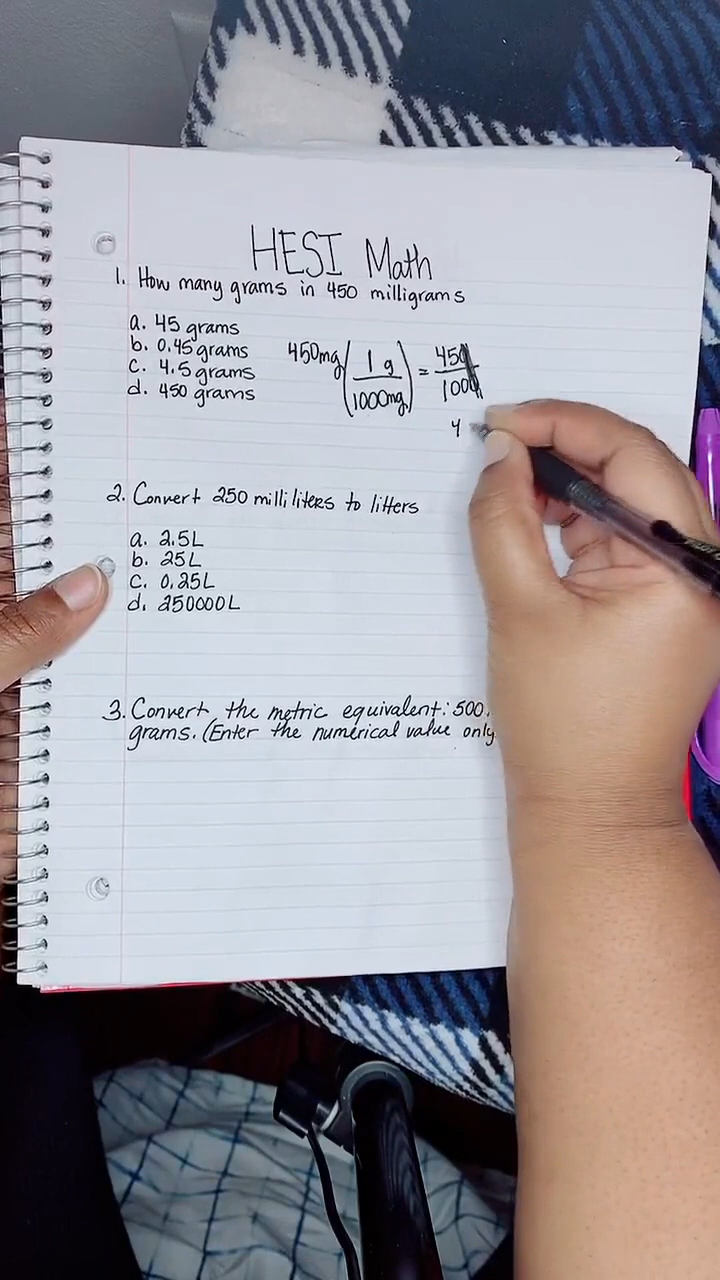 HESI Math
1. How many grams in 450 milligrams
a. 45 grams
b. 0.45 grams
c. 4.5 grams
d. 450 grams
450mg (1 g / 1000mg) = 450 / 1000
4
2. Convert 250 milliliters to litters
a. 2.5L
b. 25L
c. 0.25L
d. 250000L
3. Convert the metric equivalent: 500.
grams. (Enter the numerical value only